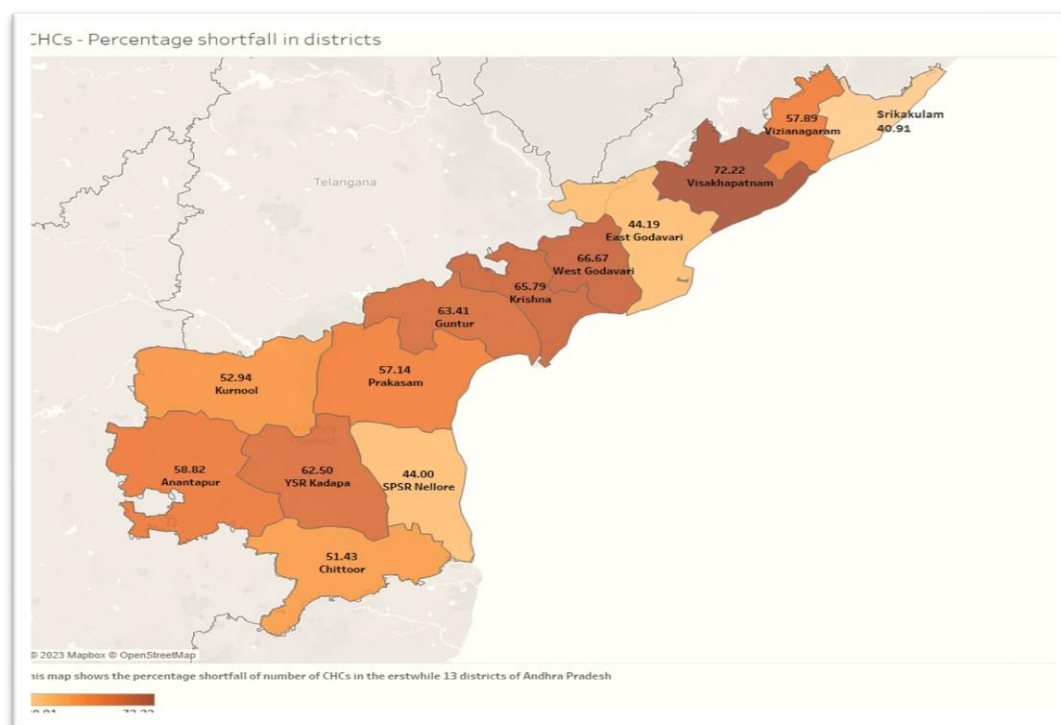 CHCs - Percentage shortfall in districts
Srikakulam
40.91
57.89
Vizianagaram
72.22
Visakhapatnam
Telangana
44.19
East Godavari
66.67
West Godavari
65.79
Krishna
63.41
Guntur
57.14
Prakasam
52.94
Kurnool
Andhra
Pradesh
58.82
Anantapur
62.50
YSR Kadapa
44.00
SPSR Nellore
51.43
Chittoor
© 2023 Mapbox © OpenStreetMap
his map shows the percentage shortfall of number of CHCs in the erstwhile 13 districts of Andhra Pradesh